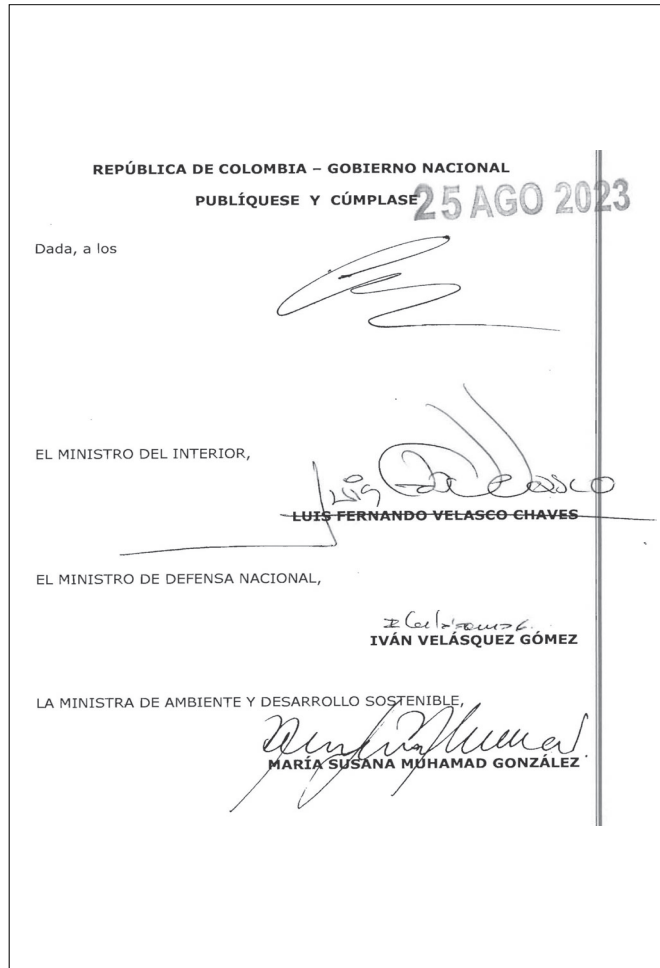 REPÚBLICA DE COLOMBIA – GOBIERNO NACIONAL
PUBLÍQUESE Y CÚMPLASE 25 AGO 2023
Dada, a los
EL MINISTRO DEL INTERIOR,
Luis Velasco
LUIS FERNANDO VELASCO CHAVES
EL MINISTRO DE DEFENSA NACIONAL,
IVÁN VELÁSQUEZ GÓMEZ
LA MINISTRA DE AMBIENTE Y DESARROLLO SOSTENIBLE,
MARÍA SUSANA MUHAMAD GONZÁLEZ